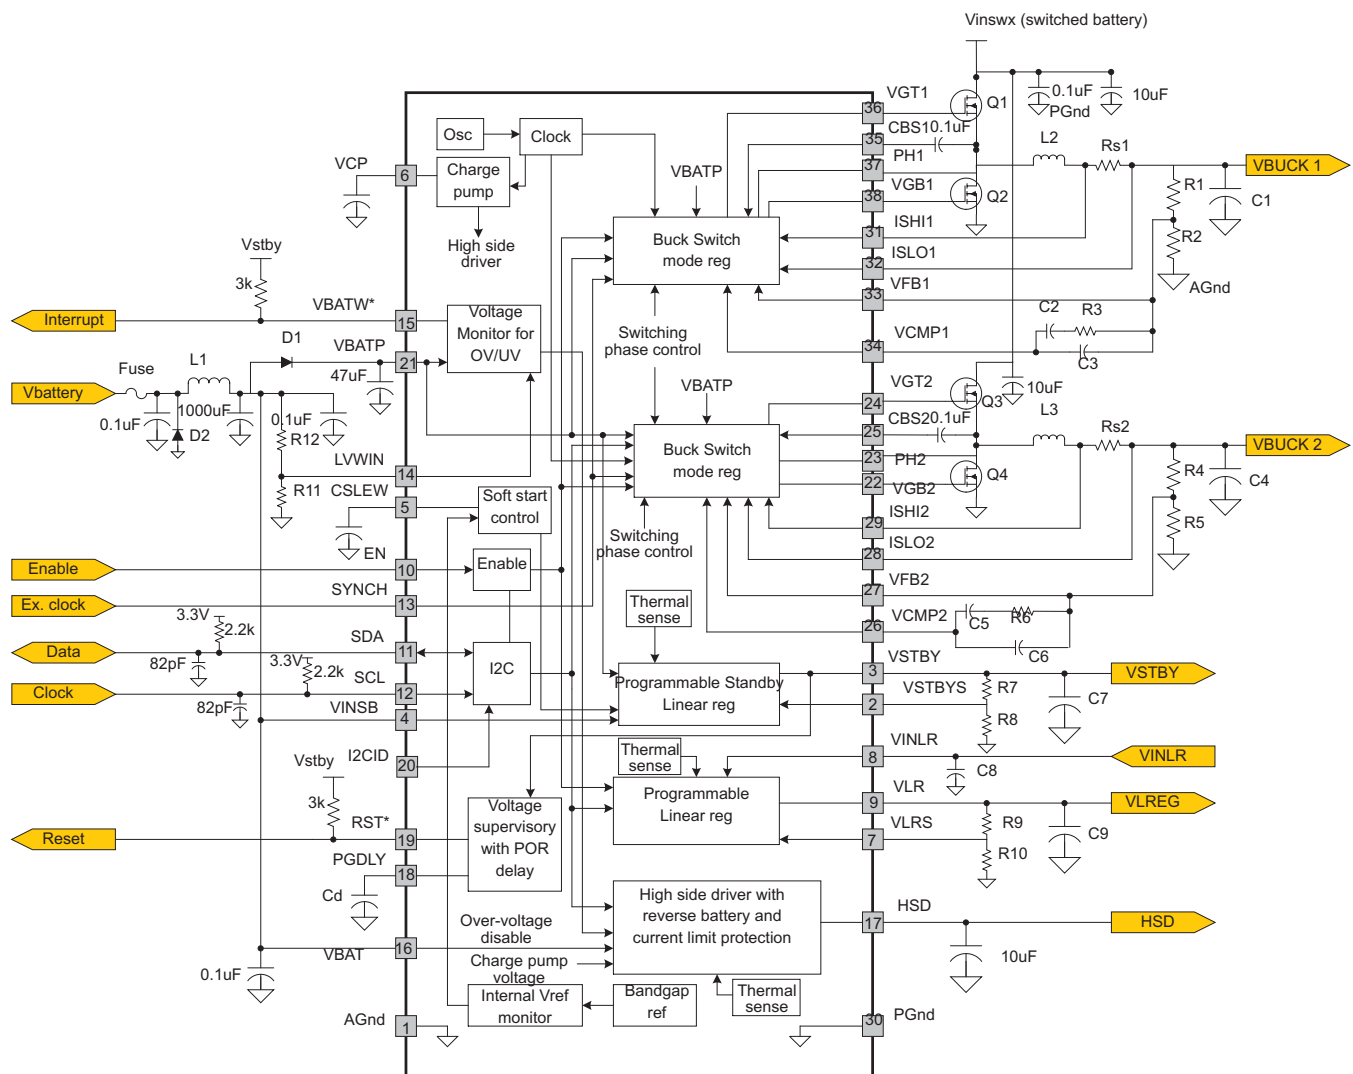 Vinswx (switched battery)
VGT1
36
Q1
0.1uF
PGnd
10uF
Osc
Clock
CBS1
0.1uF
35
L2
Rs1
VCP
6
Charge
pump
VBATP
PH1
37
VBUCK 1
R1
C1
VGB1
38
Q2
High side
driver
Buck Switch
mode reg
ISHI1
31
R2
Vstby
3k
ISLO1
32
AGnd
VBATW*
VFB1
33
Interrupt
15
Voltage
Monitor for
OV/UV
Switching
phase control
C2
R3
D1
VCMP1
34
C3
VBATP
21
Fuse
L1
47uF
VBATP
VGT2
24
10uF
Vbattery
Q3
0.1uF
1000uF
0.1uF
D2
R12
CBS2
0.1uF
25
L3
Rs2
Buck Switch
mode reg
PH2
23
VBUCK 2
LVWIN
14
Q4
R4
C4
R11
CSLEW
5
Soft start
control
VGB2
22
ISHI2
29
R5
EN
Switching
phase control
ISLO2
28
Enable
10
Enable
VFB2
27
SYNCH
Ex. clock
13
Thermal
sense
VCMP2
26
C5
R6
3.3V
2.2k
C6
SDA
Data
11
82pF
3.3V
2.2k
I2C
VSTBY
3
VSTBY
SCL
Clock
12
Programmable Standby
Linear reg
VSTBYS
2
R7
C7
82pF
VINSB
4
R8
I2CID
20
Thermal
sense
8
VINLR
C8
Vstby
3k
Programmable
Linear reg
VLR
9
VLREG
RST*
Reset
19
Voltage
supervisory
with POR
delay
VLRS
7
R9
C9
R10
PGDLY
18
Cd
High side driver with
reverse battery and
current limit protection
HSD
17
HSD
Over-voltage
disable
VBAT
16
10uF
0.1uF
Charge pump
voltage
Internal Vref
monitor
Bandgap
ref
Thermal
sense
AGnd
1
PGnd
30